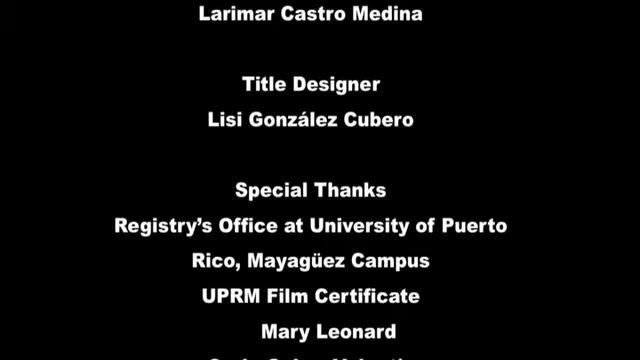 Larimar Castro Medina
Title Designer
Lisi González Cubero
Special Thanks
Registry’s Office at University of Puerto
Rico, Mayagüez Campus
UPRM Film Certificate
Mary Leonard